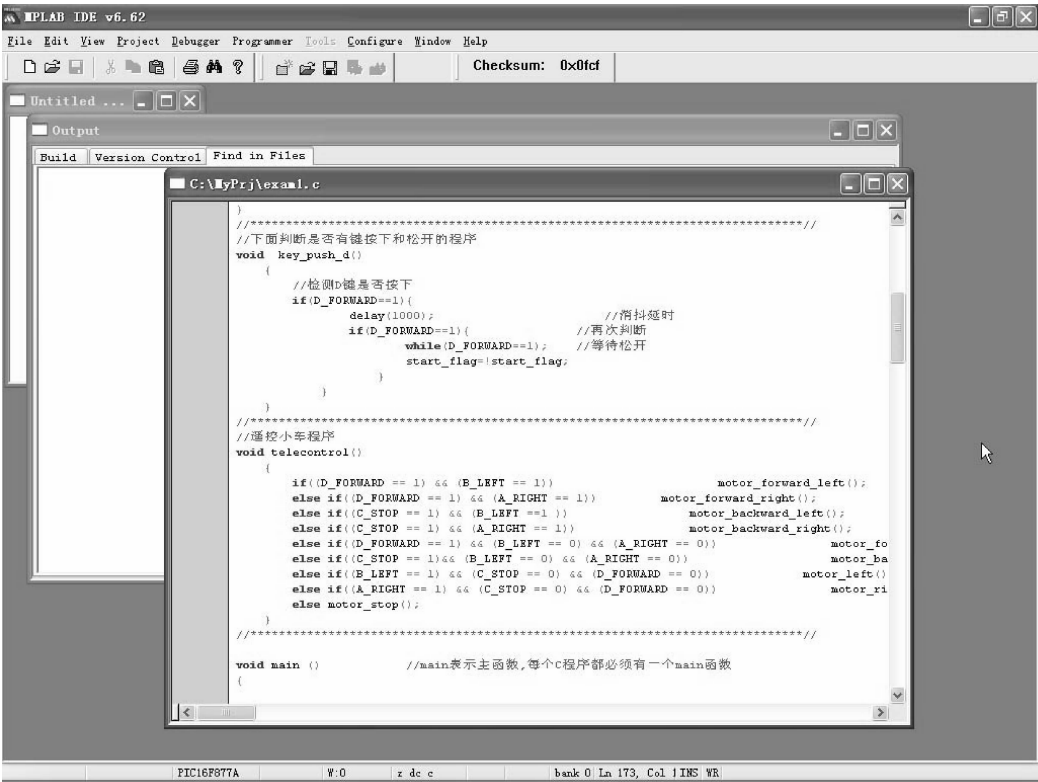 MPLAB IDE v6.62
File Edit View Project Debugger Programmer Tools Configure Window Help
Checksum: 0x0fcf
Untitled ...
Output
Build Version Control Find in Files
C:\MyPrj\exam1.c
}
//******************************************************************************//
//下面判断是否有键按下和松开的程序
void key_push_d()
{
//检测D键是否按下
if(D_FORWARD==1){
delay(1000); //消抖延时
if(D_FORWARD==1){ //再次判断
while(D_FORWARD==1); //等待松开
start_flag=!start_flag;
}
}
}
//******************************************************************************//
//遥控小车程序
void telecontrol()
{
if((D_FORWARD == 1) && (B_LEFT == 1)) motor_forward_left();
else if((D_FORWARD == 1) && (A_RIGHT == 1)) motor_forward_right();
else if((C_STOP == 1) && (B_LEFT ==1 )) motor_backward_left();
else if((C_STOP == 1) && (A_RIGHT == 1)) motor_backward_right();
else if((D_FORWARD == 1) && (B_LEFT == 0) && (A_RIGHT == 0)) motor_fo
else if((C_STOP == 1)&& (B_LEFT == 0) && (A_RIGHT == 0)) motor_ba
else if((B_LEFT == 1) && (C_STOP == 0) && (D_FORWARD == 0)) motor_left()
else if((A_RIGHT == 1) && (C_STOP == 0) && (D_FORWARD == 0)) motor_ri
else motor_stop();
}
//******************************************************************************//
void main () //main表示主函数,每个C程序都必须有一个main函数
{
PIC16F877A W:0 z dc c bank 0 Ln 173, Col 1 INS WR